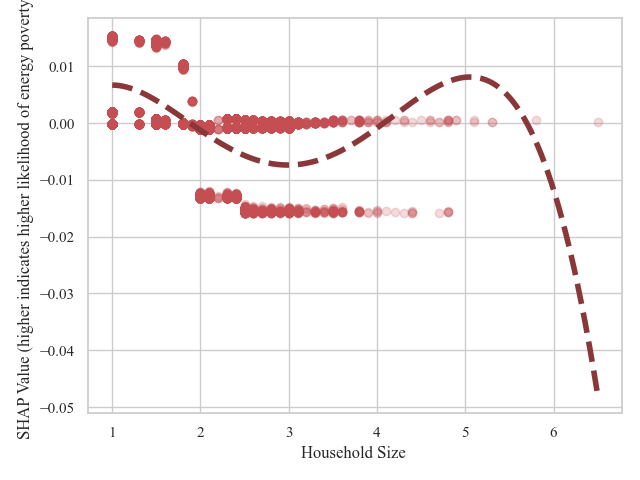 SHAP Value (higher indicates higher likelihood of energy poverty
0.01
0.00
−0.01
−0.02
−0.03
−0.04
−0.05
1 2 3 4 5 6
Household Size